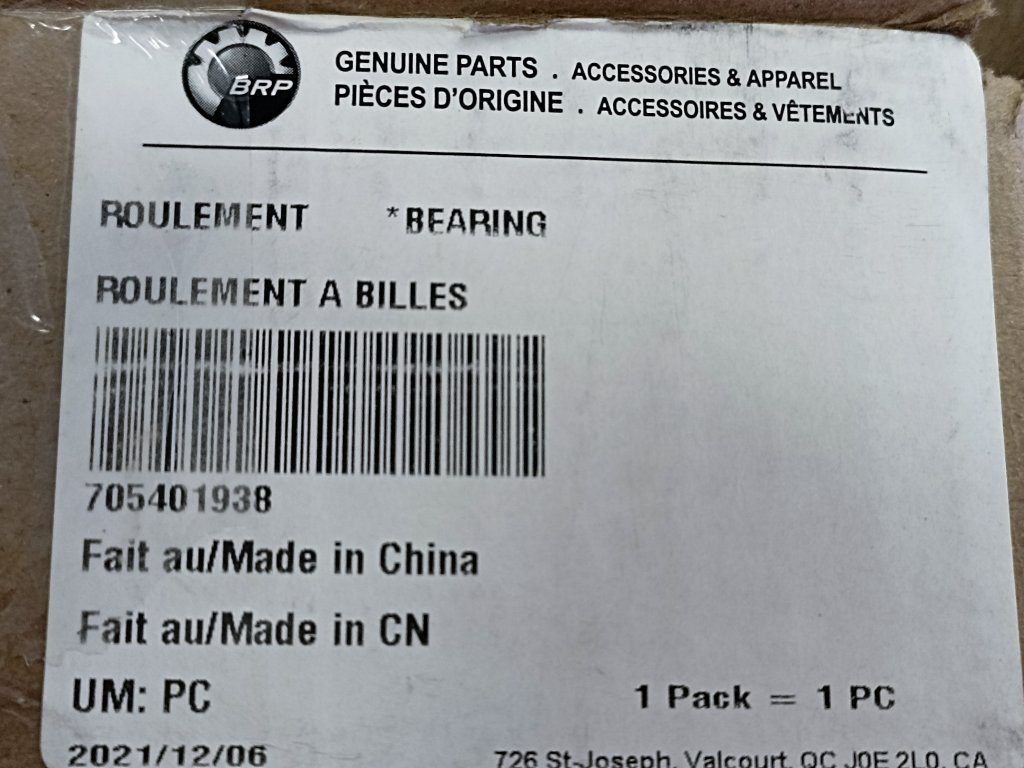 BRP
GENUINE PARTS . ACCESSORIES & APPAREL
PIÈCES D'ORIGINE . ACCESSOIRES & VÊTEMENTS
ROULEMENT *BEARING
ROULEMENT A BILLES
705401938
Fait au/Made in China
Fait au/Made in CN
UM: PC 1 Pack = 1 PC
2021/12/06 726 St-Joseph, Valcourt, QC J0E 2L0, CA